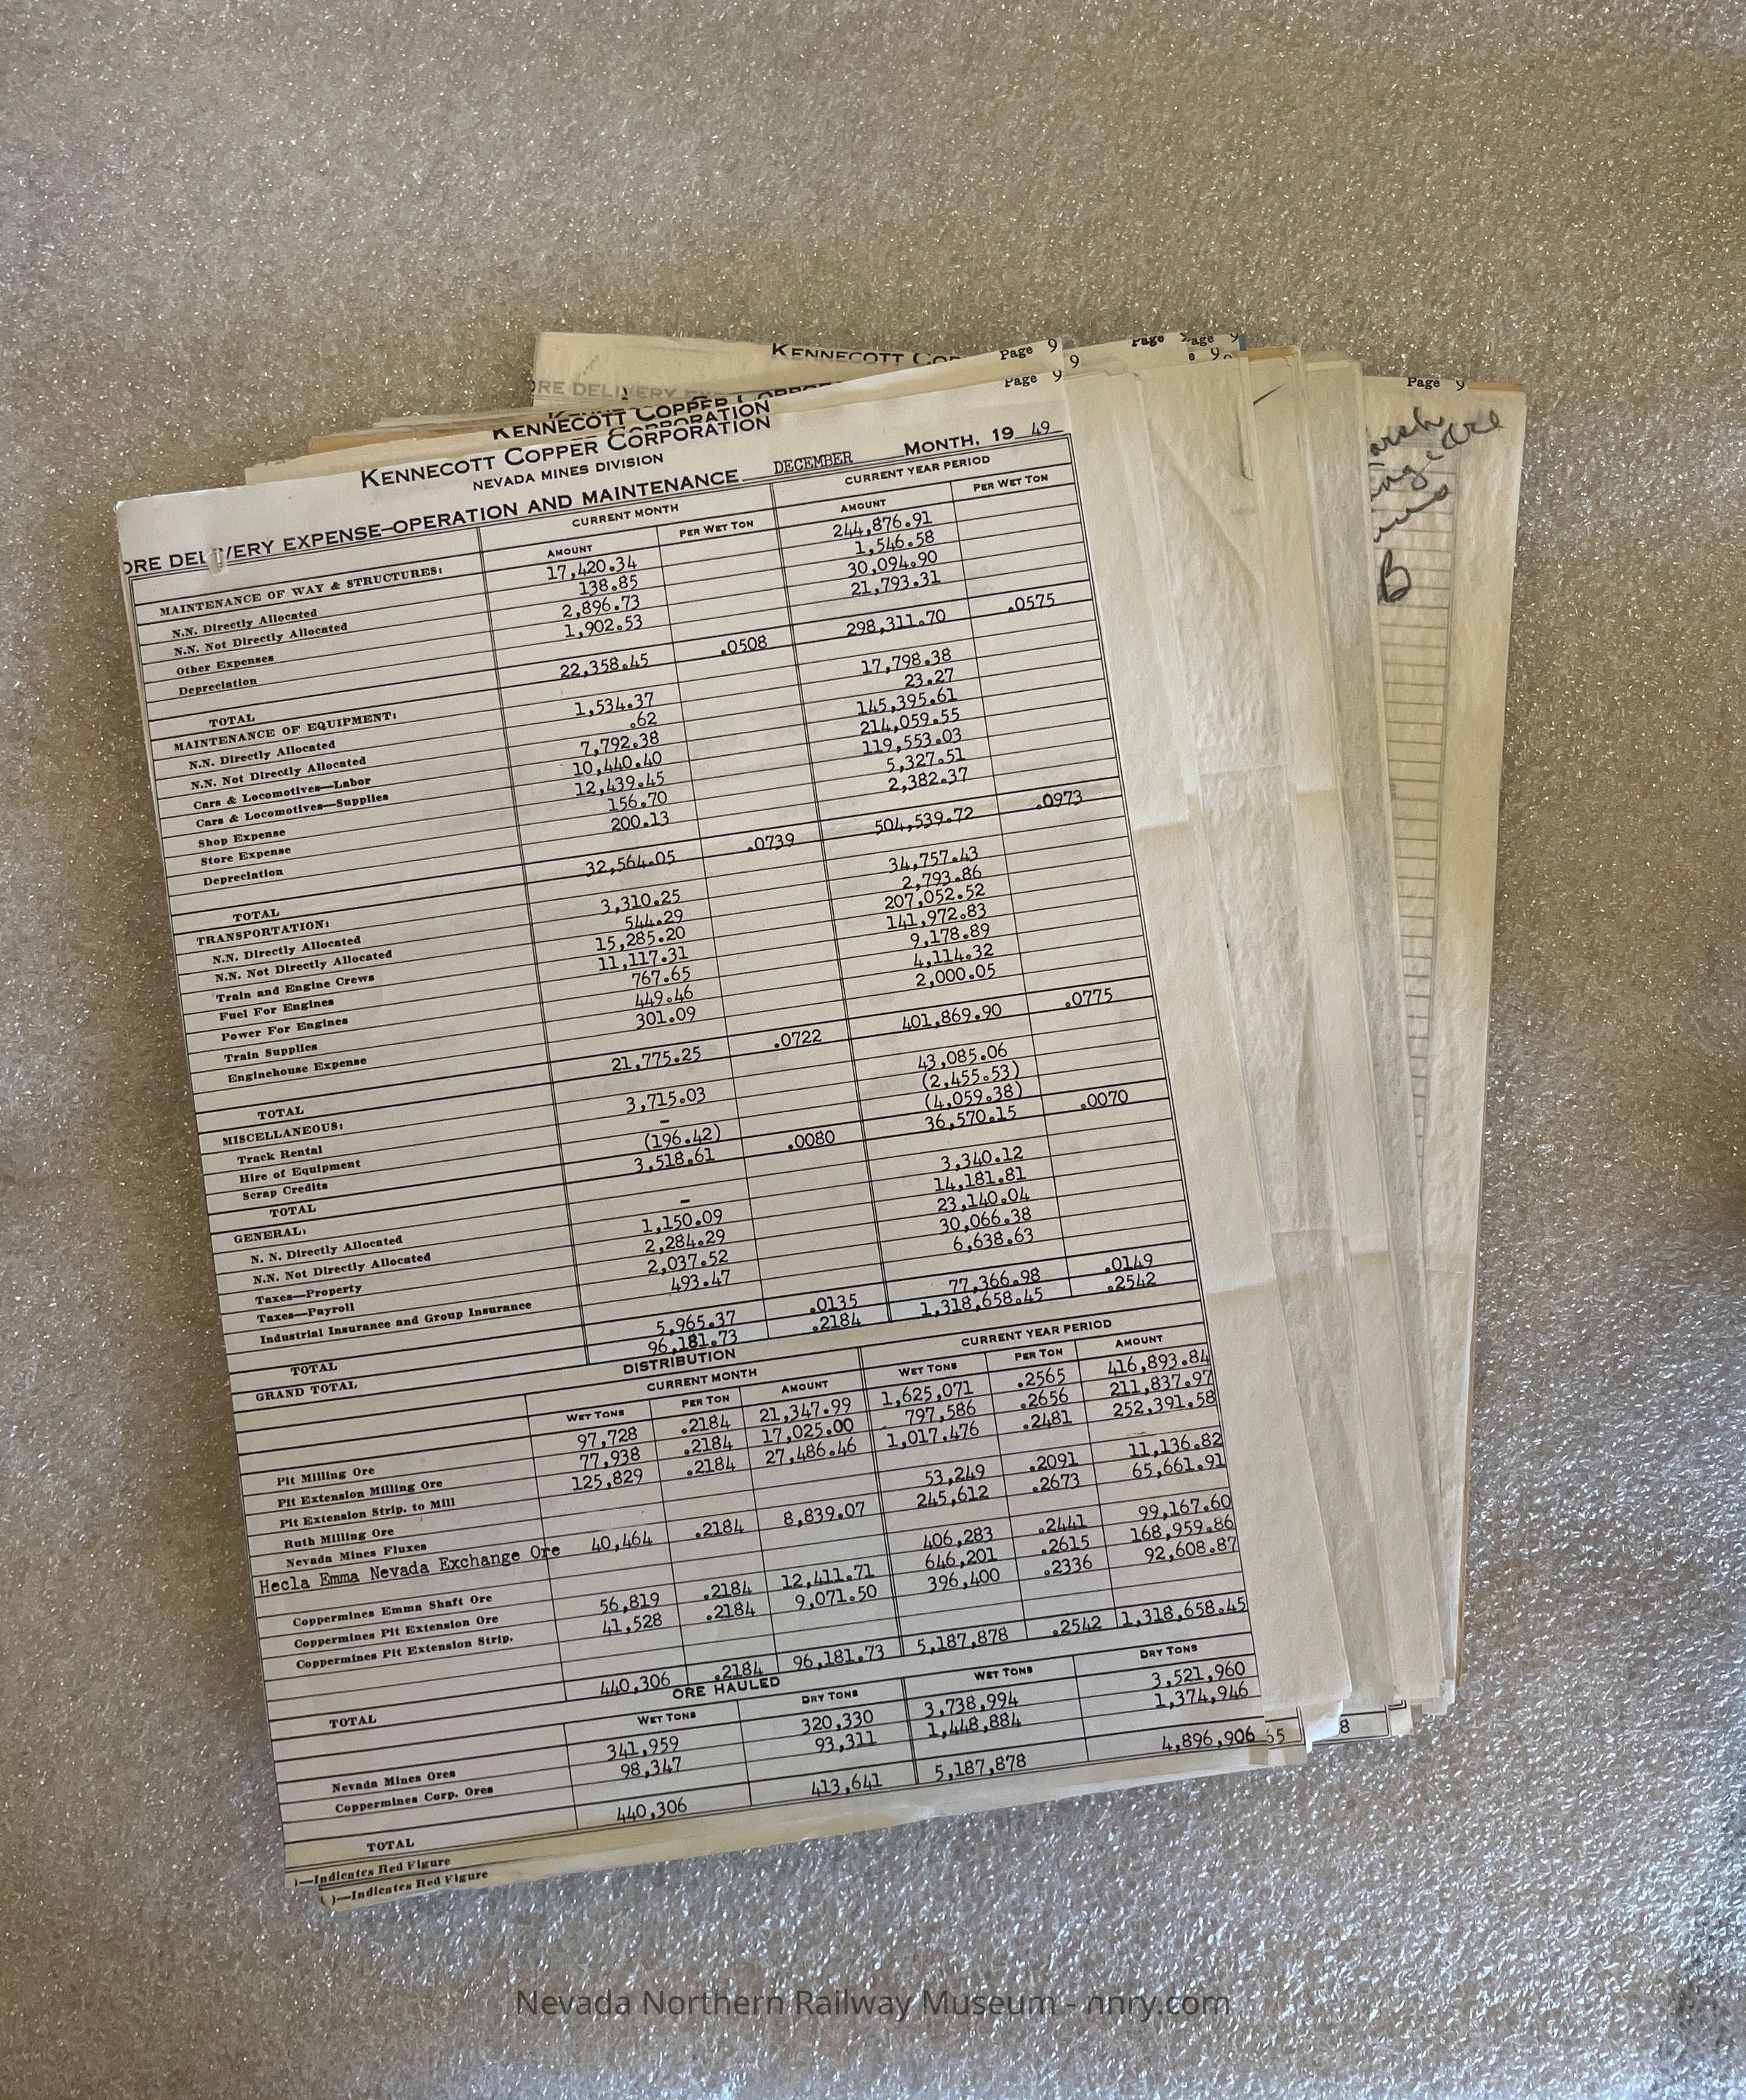 KENNECOTT COP
Page 9
Page 9
age 9
ORE DELIVERY EX
9
e 9
Page 9
KENNECOTT COPPER CORPOR
CORPORATION
Page 9
KENNECOTT COPPER CORPORATION
NEVADA MINES DIVISION
ORE DELIVERY EXPENSE—OPERATION AND MAINTENANCE DECEMBER MONTH, 19 49
CURRENT MONTH CURRENT YEAR PERIOD
AMOUNT PER WET TON AMOUNT PER WET TON
MAINTENANCE OF WAY & STRUCTURES:
N.N. Directly Allocated 17,420.34 244,876.91
N.N. Not Directly Allocated 138.85 1,546.58
Other Expenses 2,896.73 30,094.90
Depreciation 1,902.53 21,793.31
TOTAL 22,358.45 .0508 298,311.70 .0575
MAINTENANCE OF EQUIPMENT:
N.N. Directly Allocated 1,534.37 17,798.38
N.N. Not Directly Allocated .62 23.27
Cars & Locomotives—Labor 7,792.38 145,395.61
Cars & Locomotives—Supplies 10,440.40 214,059.55
Shop Expense 12,439.45 119,553.03
Store Expense 156.70 5,327.51
Depreciation 200.13 2,382.37
TOTAL 32,564.05 .0739 504,539.72 .0973
TRANSPORTATION:
N.N. Directly Allocated 3,310.25 34,757.43
N.N. Not Directly Allocated 544.29 2,793.86
Train and Engine Crews 15,285.20 207,052.52
Fuel For Engines 11,117.31 141,972.83
Power For Engines 767.65 9,178.89
Train Supplies 449.46 4,114.32
Enginehouse Expense 301.09 2,000.05
TOTAL 31,775.25 .0722 401,869.90 .0775
MISCELLANEOUS:
Track Rental 3,715.03 43,085.06
Hire of Equipment – (2,455.53)
Scrap Credits (196.42) (4,059.38)
TOTAL 3,518.61 .0080 36,570.15 .0070
GENERAL:
N. N. Directly Allocated – 3,340.12
N.N. Not Directly Allocated 1,150.09 14,181.81
Taxes—Property 2,284.29 23,140.04
Taxes—Payroll 2,037.52 30,066.38
Industrial Insurance and Group Insurance 493.47 6,638.63
TOTAL 5,965.37 .0135 77,366.98 .0149
GRAND TOTAL 96,181.73 .2184 1,318,658.45 .2542
DISTRIBUTION
CURRENT MONTH CURRENT YEAR PERIOD
WET TONS PER TON AMOUNT WET TONS PER TON AMOUNT
Pit Milling Ore 97,728 .2184 21,347.99 1,625,071 .2565 416,893.84
Pit Extension Milling Ore 77,938 .2184 17,025.00 797,586 .2656 211,837.97
Pit Extension Strip. to Mill 125,829 .2184 27,486.46 1,017,476 .2481 252,391.58
Ruth Milling Ore
Nevada Mines Fluxes 53,249 .2091 11,136.82
Hecla Emma Nevada Exchange Ore 40,464 .2184 8,839.07 245,612 .2673 65,661.91
Coppermines Emma Shaft Ore 406,283 .2441 99,167.60
Coppermines Pit Extension Ore 56,819 .2184 12,411.71 646,201 .2615 168,959.86
Coppermines Pit Extension Strip. 41,528 .2184 9,071.50 396,400 .2336 92,608.87
TOTAL 440,306 .2184 96,181.73 5,187,878 .2542 1,318,658.45
ORE HAULED
WET TONS DRY TONS WET TONS DRY TONS
Nevada Mines Ores 341,959 320,330 3,738,994 3,521,960
Coppermines Corp. Ores 98,347 93,311 1,448,884 1,374,946
TOTAL 440,306 413,641 5,187,878 4,896,906
55
8
)—Indicates Red Figure
( )—Indicates Red Figure
B
Nevada Northern Railway Museum - nnry.com